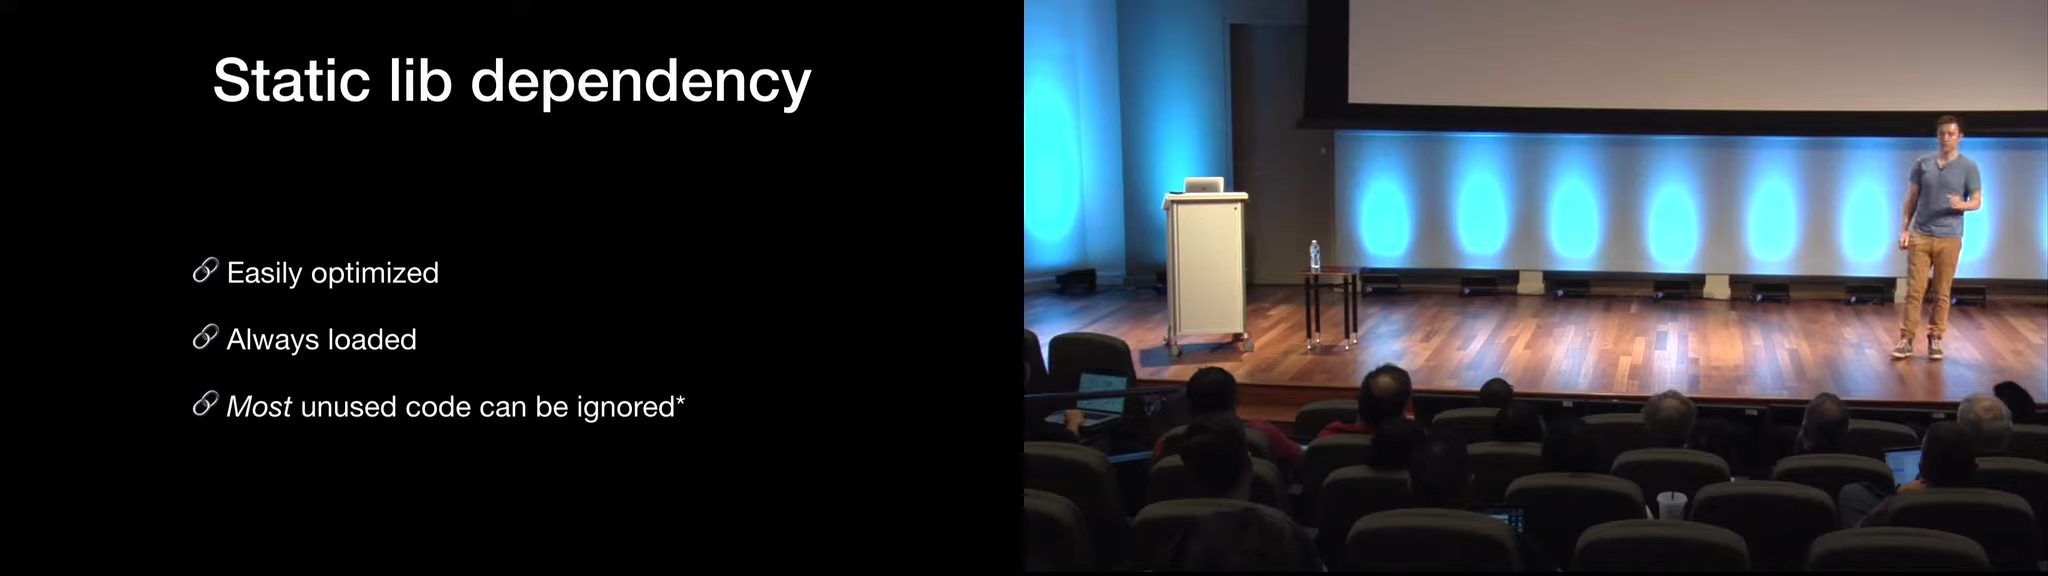 Static lib dependency
Easily optimized
Always loaded
Most unused code can be ignored*